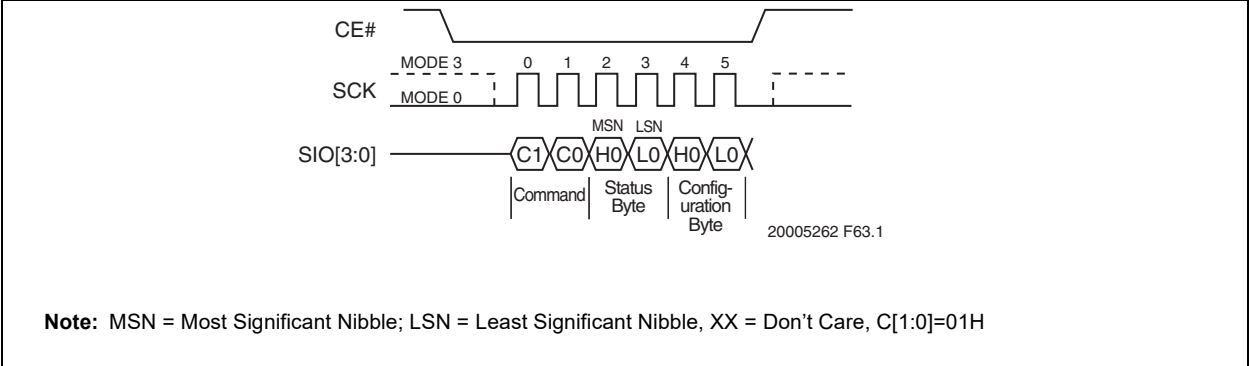 CE#
MODE 3 0 1 2 3 4 5
SCK
MODE 0
MSN LSN
SIO[3:0] C1 C0 H0 L0 H0 L0
Command Status Byte Config-uration Byte
20005262 F63.1
Note: MSN = Most Significant Nibble; LSN = Least Significant Nibble, XX = Don't Care, C[1:0]=01H